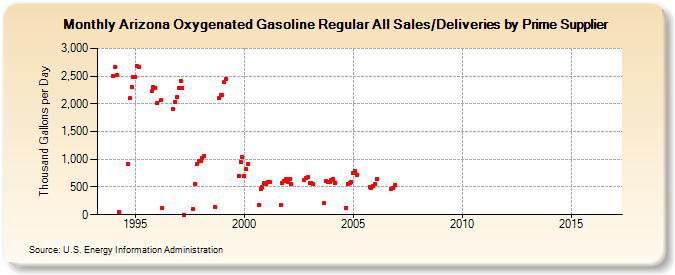 Monthly Arizona Oxygenated Gasoline Regular All Sales/Deliveries by Prime Supplier
Thousand Gallons per Day
3,000
2,500
2,000
1,500
1,000
500
0
1995 2000 2005 2010 2015
Source: U.S. Energy Information Administration